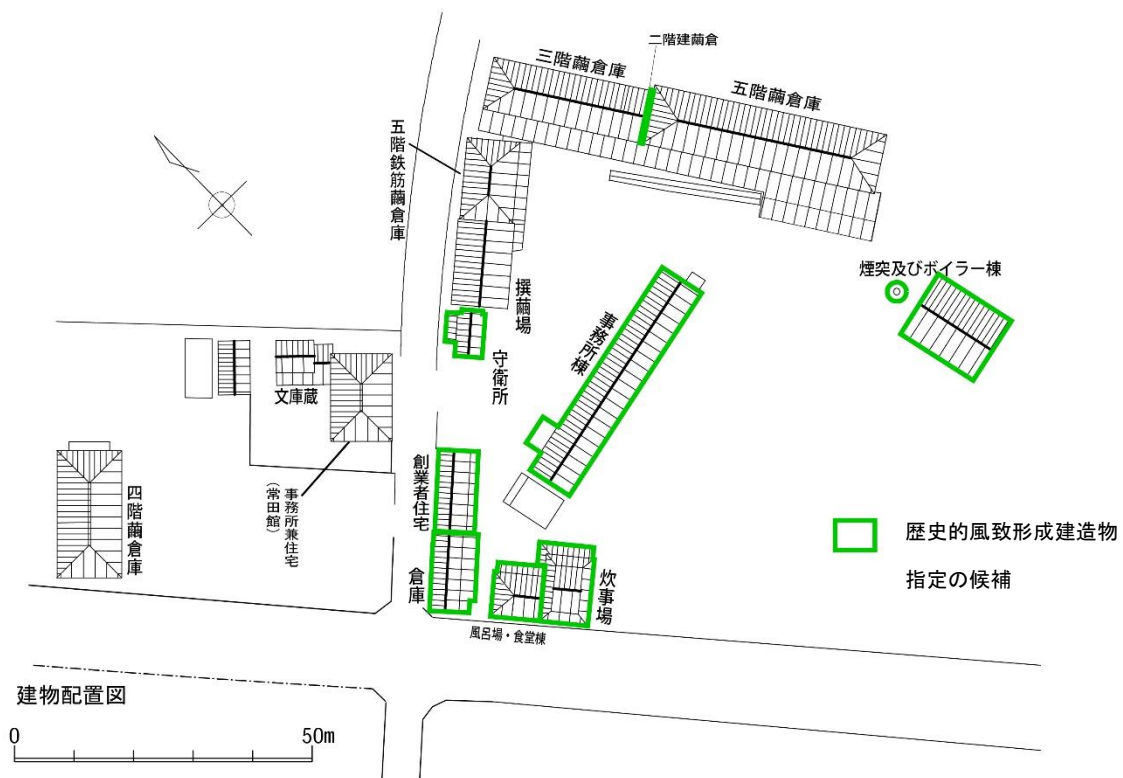 二階建繭倉
三階繭倉庫
五階繭倉庫
五階鉄筋繭倉庫
煙突及びボイラー棟
撰繭場
事務所棟
守衛所
文庫蔵
創業者住宅
四階繭倉庫
事務所兼住宅
(常田館)
歴史的風致形成建造物
指定の候補
倉庫
炊事場
風呂場・食堂棟
建物配置図
0
50m